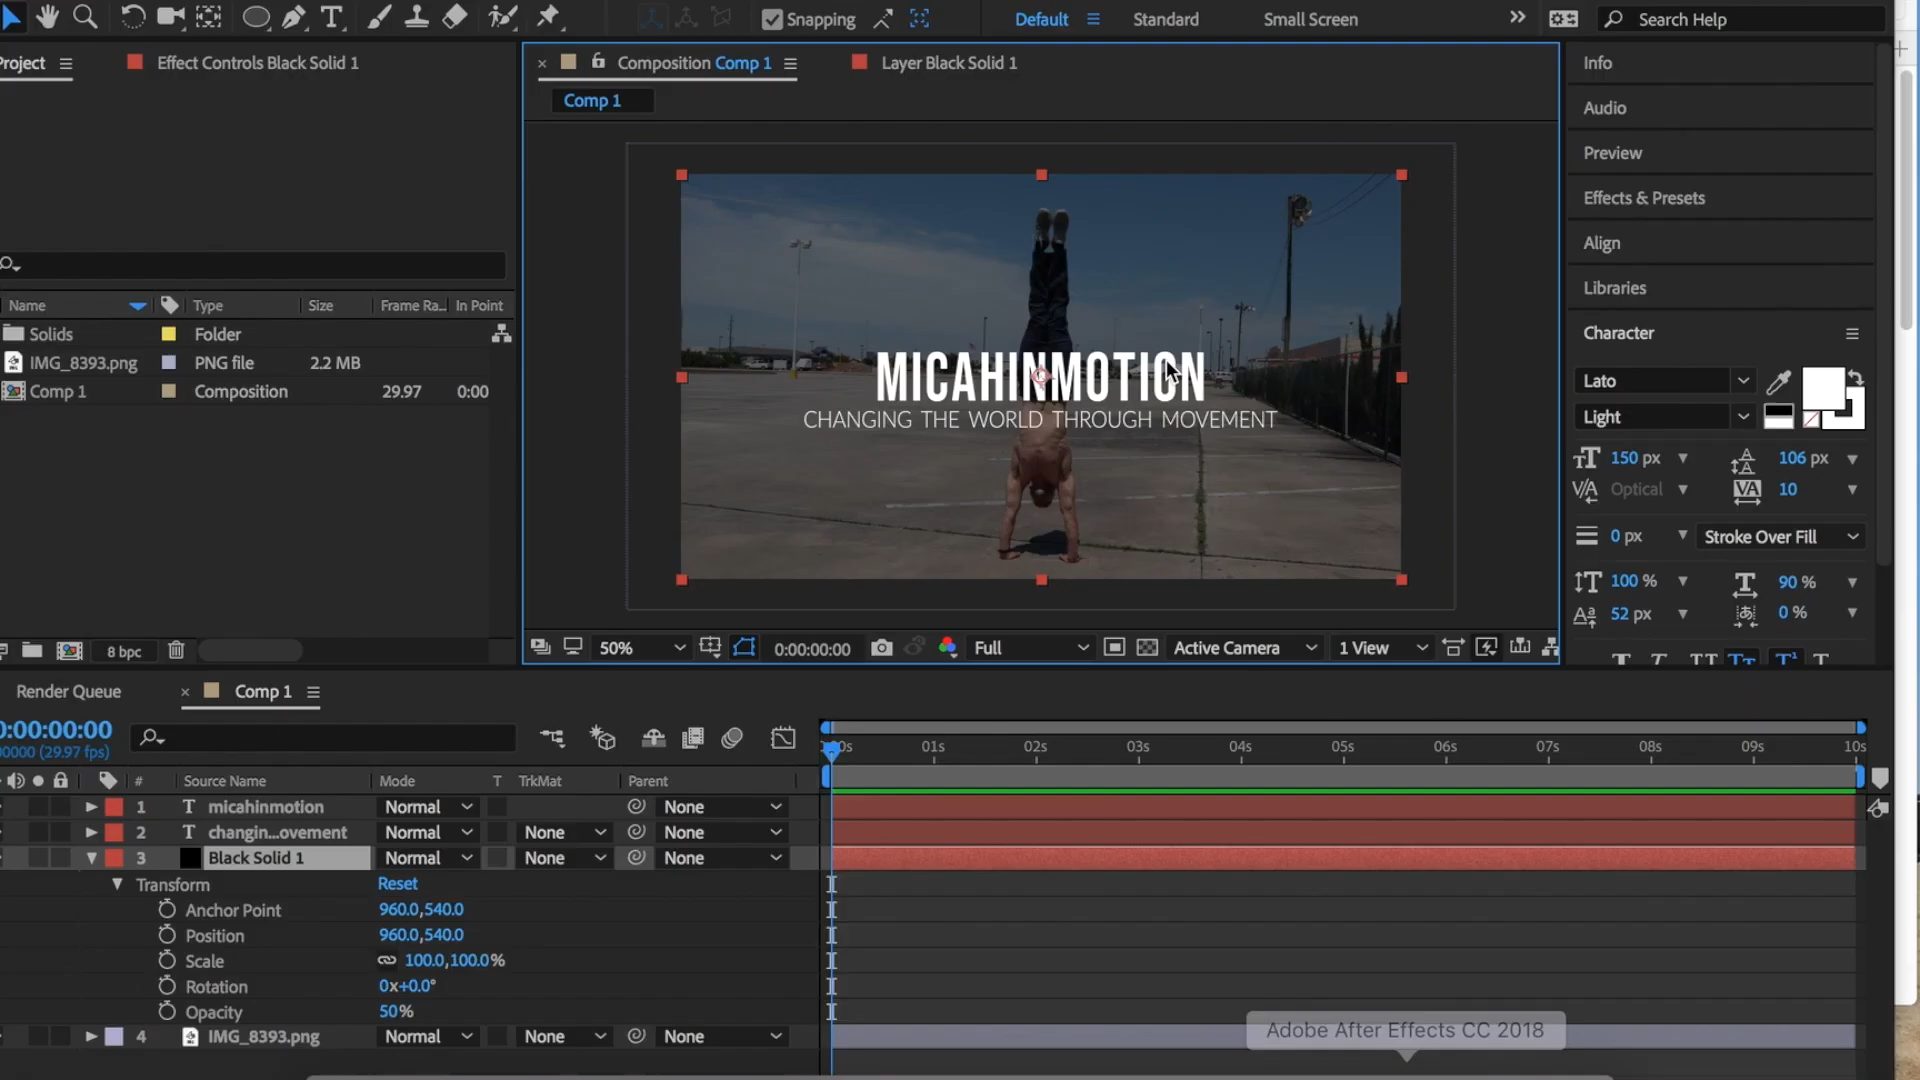 Snapping
Default
Standard
Small Screen
Search Help
Project
Effect Controls Black Solid 1
Composition Comp 1
Layer Black Solid 1
Comp 1
Info
Audio
Preview
Effects & Presets
Align
Libraries
Character
Lato
Light
150 px
106 px
Optical
10
0 px
Stroke Over Fill
100 %
90 %
52 px
0 %
Name
Type
Size
Frame Ra...
In Point
Solids
Folder
IMG_8393.png
PNG file
2.2 MB
Comp 1
Composition
29.97
0:00
8 bpc
MICAHINMOTION
CHANGING THE WORLD THROUGH MOVEMENT
50%
0:00:00:00
Full
Active Camera
1 View
Render Queue
Comp 1
0:00:00:00
00000 (29.97 fps)
01s 02s 03s 04s 05s 06s 07s 08s 09s 10s
# Source Name Mode T TrkMat Parent
1 T micahinmotion Normal None
2 T changin...ovement Normal None None
3 Black Solid 1 Normal None None
Transform Reset
Anchor Point 960.0,540.0
Position 960.0,540.0
Scale 100.0,100.0%
Rotation 0x+0.0°
Opacity 50%
4 IMG_8393.png Normal None None
Adobe After Effects CC 2018